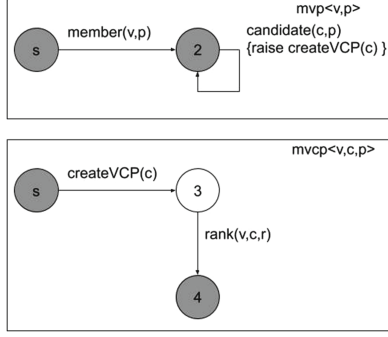 mvp<v,p>
member(v,p)
candidate(c,p)
{raise createVCP(c) }
s
2
mvcp<v,c,p>
createVCP(c)
s
3
rank(v,c,r)
4